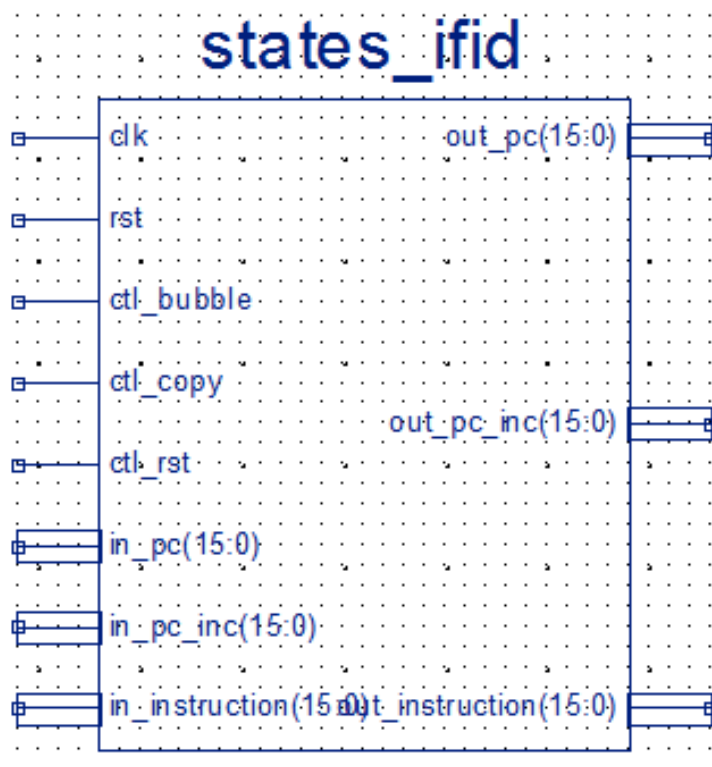 states_ifid
clk
out_pc(15:0)
rst
ctl_bubble
ctl_copy
out_pc_inc(15:0)
ctl_rst
in_pc(15:0)
in_pc_inc(15:0)
in_instruction(15:0)
out_instruction(15:0)